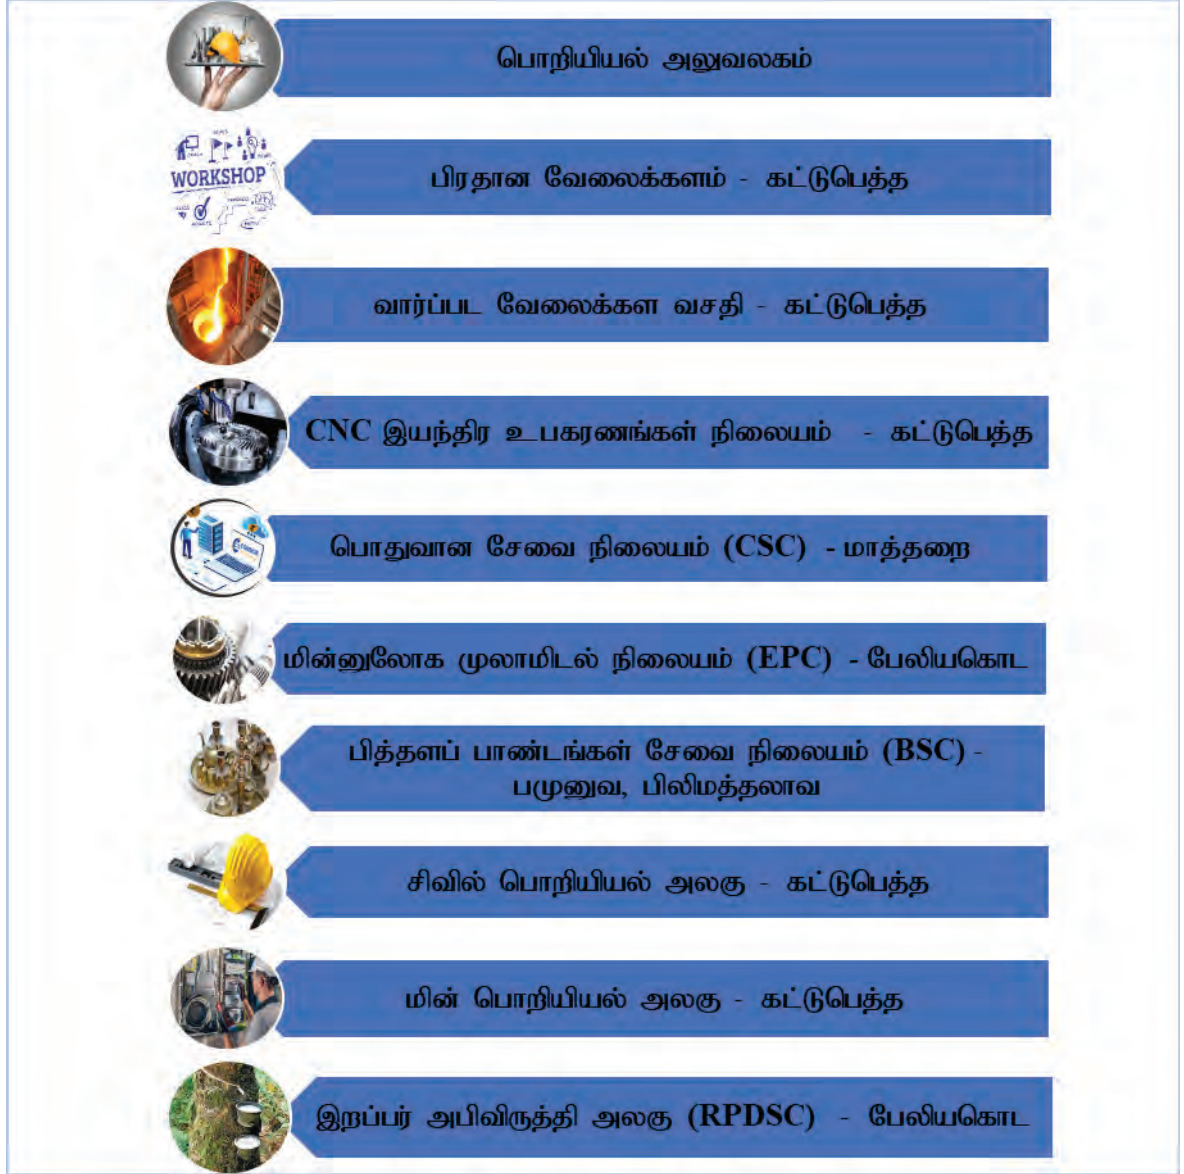 பொறியியல் அலுவலகம்
WORKSHOP
பிரதான வேலைக்களம் - கட்டுபெத்த
வார்ப்பட வேலைக்கள வசதி - கட்டுபெத்த
CNC இயந்திர உபகரணங்கள் நிலையம் - கட்டுபெத்த
பொதுவான சேவை நிலையம் (CSC) - மாத்தறை
மின்னுலோக முலாமிடல் நிலையம் (EPC) - பேலியகொட
பித்தளப் பாண்டங்கள் சேவை நிலையம் (BSC) -
பமுனுவ, பிலிமத்தலாவ
சிவில் பொறியியல் அலகு - கட்டுபெத்த
மின் பொறியியல் அலகு - கட்டுபெத்த
இறப்பர் அபிவிருத்தி அலகு (RPDSC) - பேலியகொட